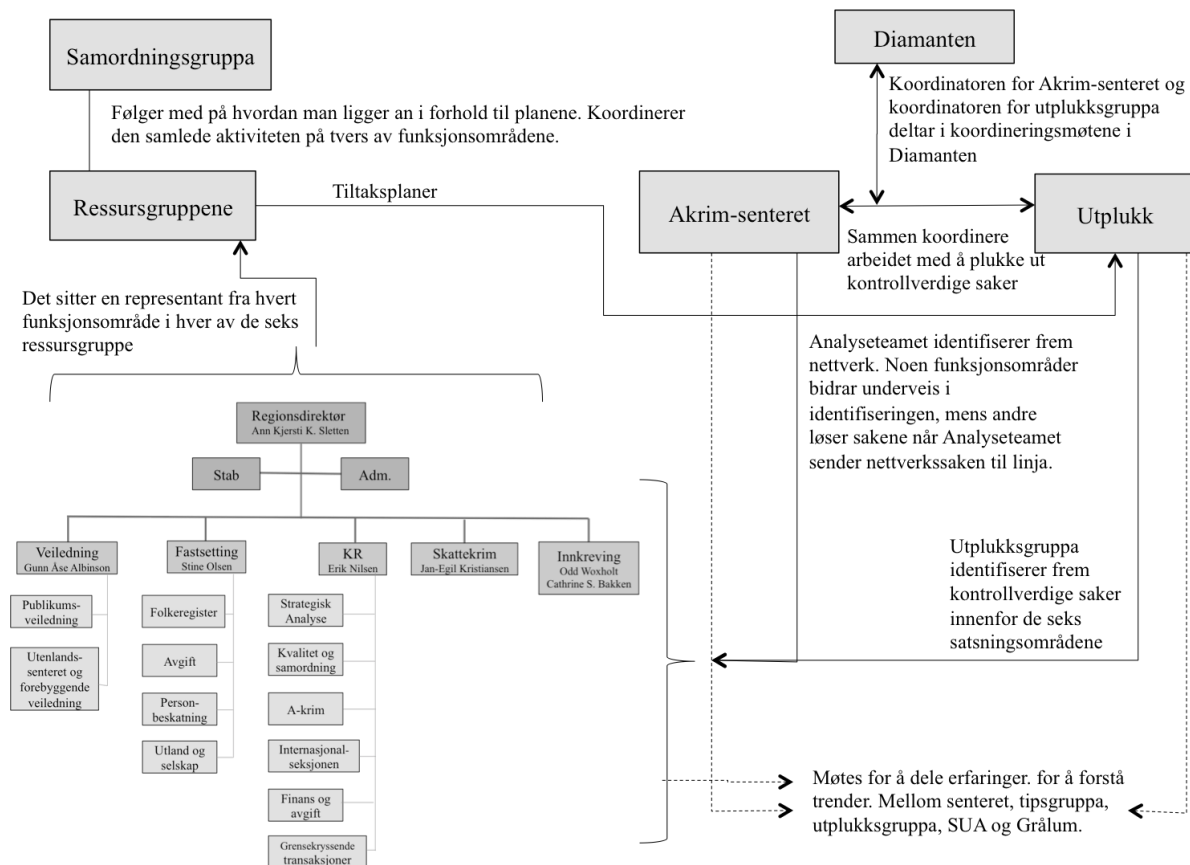 Samordningsgruppa
Følger med på hvordan man ligger an i forhold til planene. Koordinerer
den samlede aktiviteten på tvers av funksjonsområdene.
Ressursgruppene
Tiltaksplaner
Det sitter en representant fra hvert
funksjonsområde i hver av de seks
ressursgruppe
Diamanten
Koordinatoren for Akrim-senteret og
koordinatoren for utplukksgruppa
deltar i koordineringsmøtene i
Diamanten
Akrim-senteret
Utplukk
Sammen koordinere
arbeidet med å plukke ut
kontrollverdige saker
Analyseteamet identifiserer frem
nettverk. Noen funksjonsområder
bidrar underveis i
identifiseringen, mens andre
løser sakene når Analyseteamet
sender nettverkssaken til linja.
Regionsdirektør
Ann Kjersti K. Sletten
Stab
Adm.
Veiledning
Gunn Åse Albinson
Publikums-
veiledning
Utenlands-
senteret og
forebyggende
veiledning
Fastsetting
Stine Olsen
Folkeregister
Avgift
Person-
beskatning
Utland og
selskap
KR
Erik Nilsen
Strategisk
Analyse
Kvalitet og
samordning
A-krim
Internasjonal-
seksjonen
Finans og
avgift
Grensekryssende
transaksjoner
Skattekrim
Jan-Egil Kristiansen
Innkreving
Odd Woxholt
Cathrine S. Bakken
Utplukksgruppa
identifiserer frem
kontrollverdige saker
innenfor de seks
satsningsområdene
Møtes for å dele erfaringer. for å forstå
trender. Mellom senteret, tipsgruppa,
utplukksgruppa, SUA og Grålum.